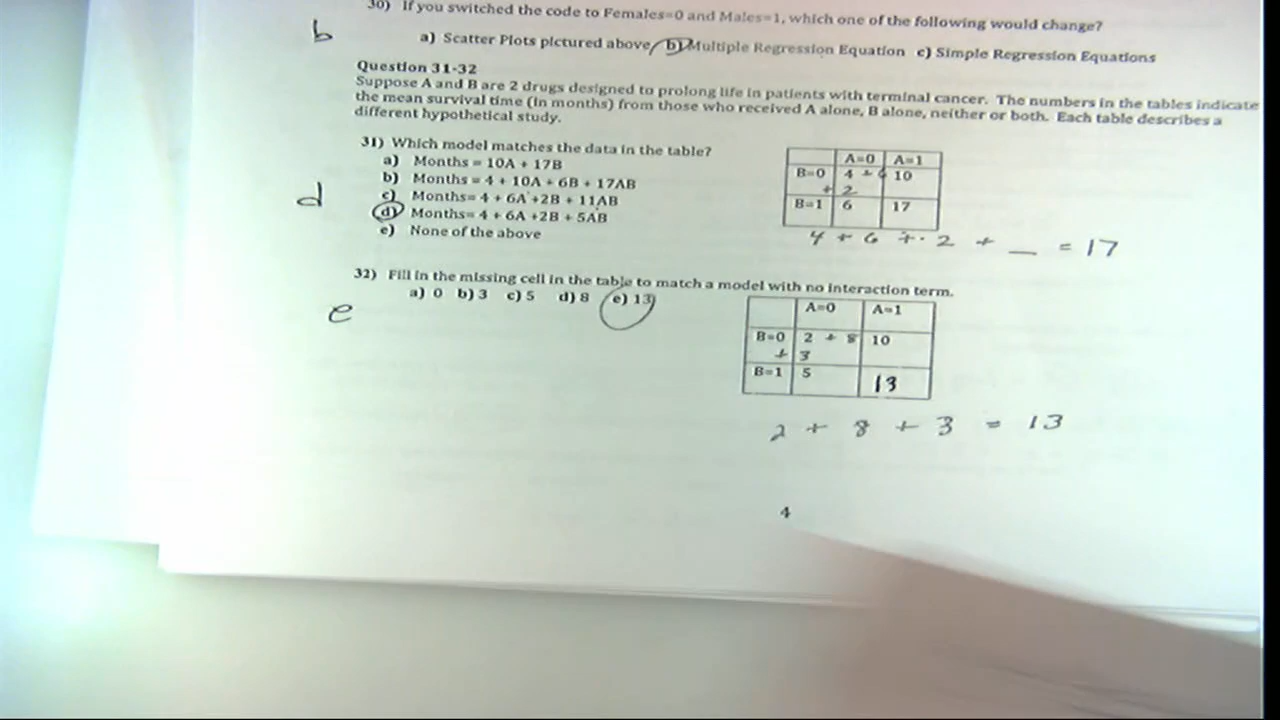 30) If you switched the code to Females=0 and Males=1, which one of the following would change?
b
a) Scatter Plots pictured above b) Multiple Regression Equation c) Simple Regression Equations
Question 31-32
Suppose A and B are 2 drugs designed to prolong life in patients with terminal cancer. The numbers in the tables indicate
the mean survival time (in months) from those who received A alone, B alone, neither or both. Each table describes a
different hypothetical study.
31) Which model matches the data in the table?
a) Months = 10A + 17B
b) Months = 4 + 10A + 6B + 17AB
c) Months= 4 + 6A +2B + 11AB
d
d) Months= 4 + 6A +2B + 5AB
e) None of the above
A=0 A=1
B=0 4 + 6 10
+ 2
B=1 6 17
4 + 6 + 2 + __ = 17
32) Fill in the missing cell in the table to match a model with no interaction term.
a) 0 b) 3 c) 5 d) 8 e) 13
e
A=0 A=1
B=0 2 + 8 10
+ 3
B=1 5 13
2 + 8 + 3 = 13
4